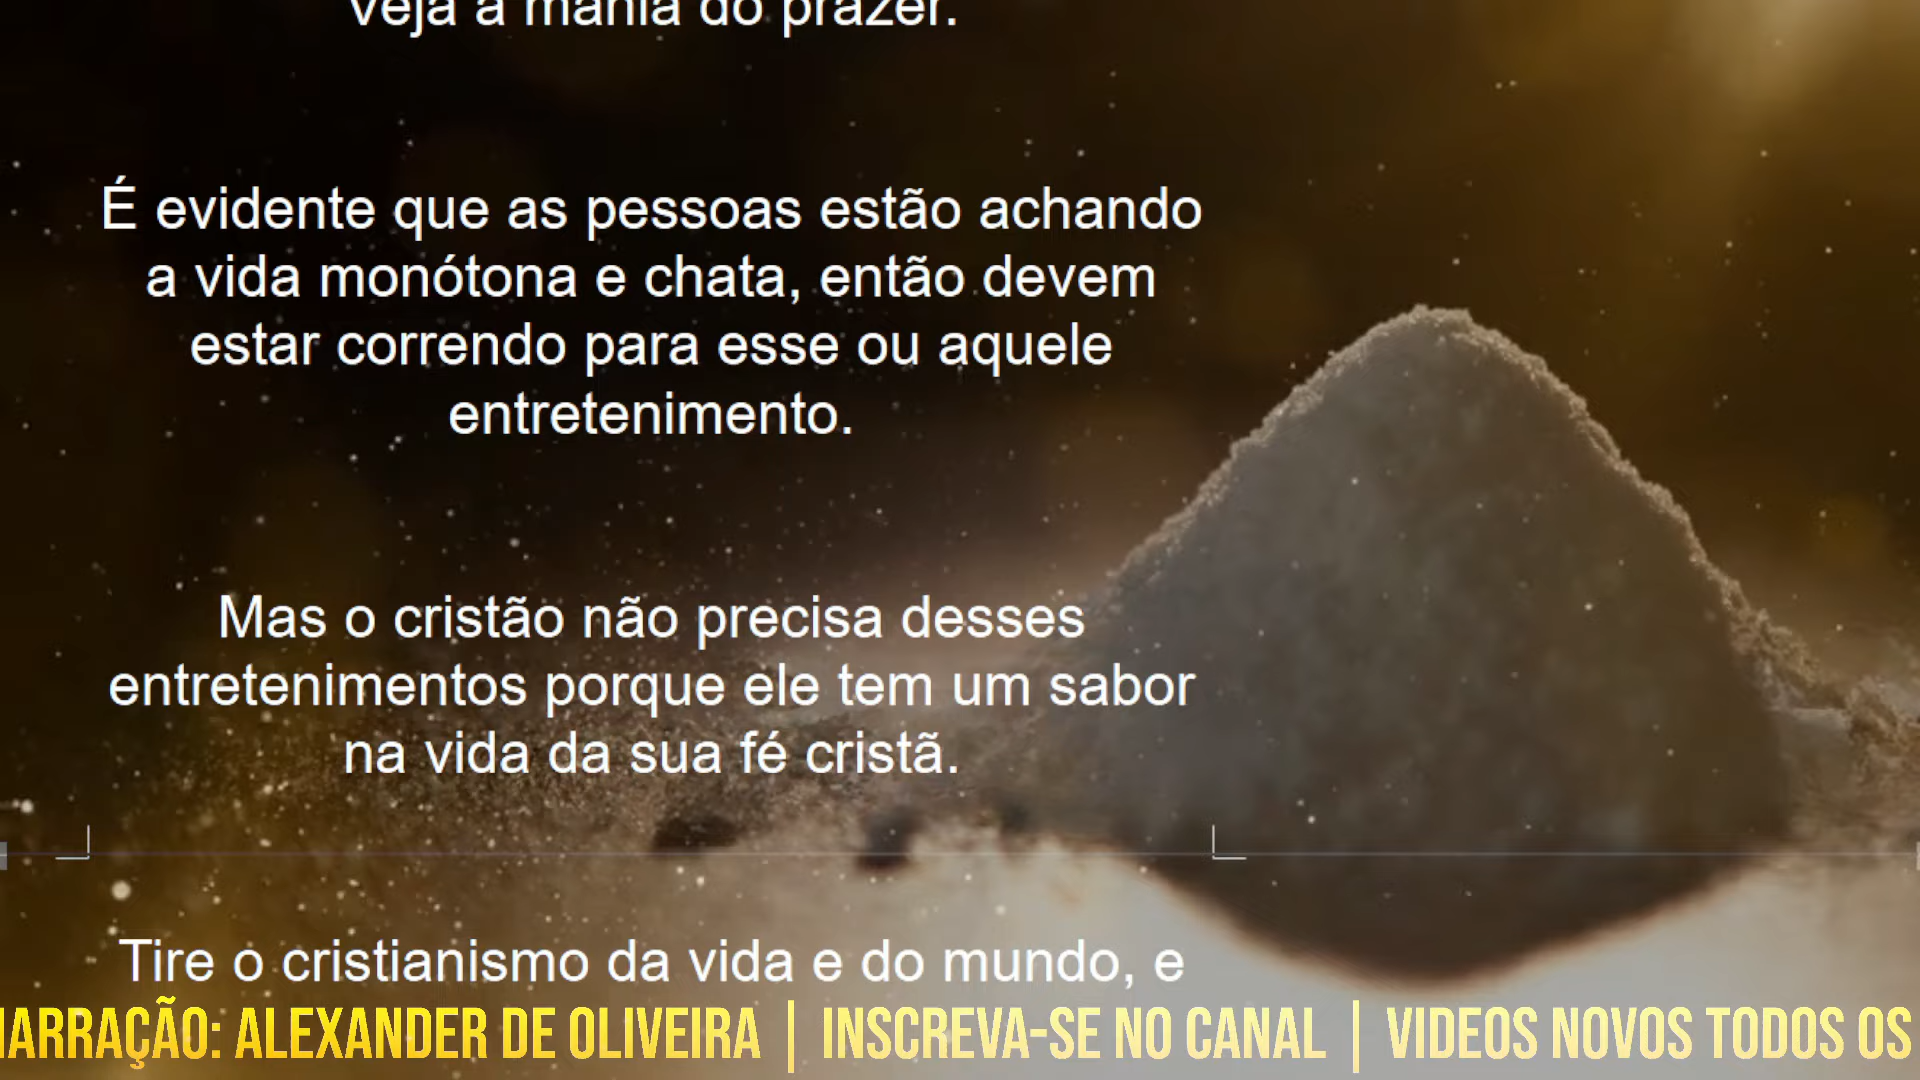 veja a mania do prazer.
É evidente que as pessoas estão achando
a vida monótona e chata, então devem
estar correndo para esse ou aquele
entretenimento.
Mas o cristão não precisa desses
entretenimentos porque ele tem um sabor
na vida da sua fé cristã.
Tire o cristianismo da vida e do mundo, e
NARRAÇÃO: ALEXANDER DE OLIVEIRA | INSCREVA-SE NO CANAL | VIDEOS NOVOS TODOS OS